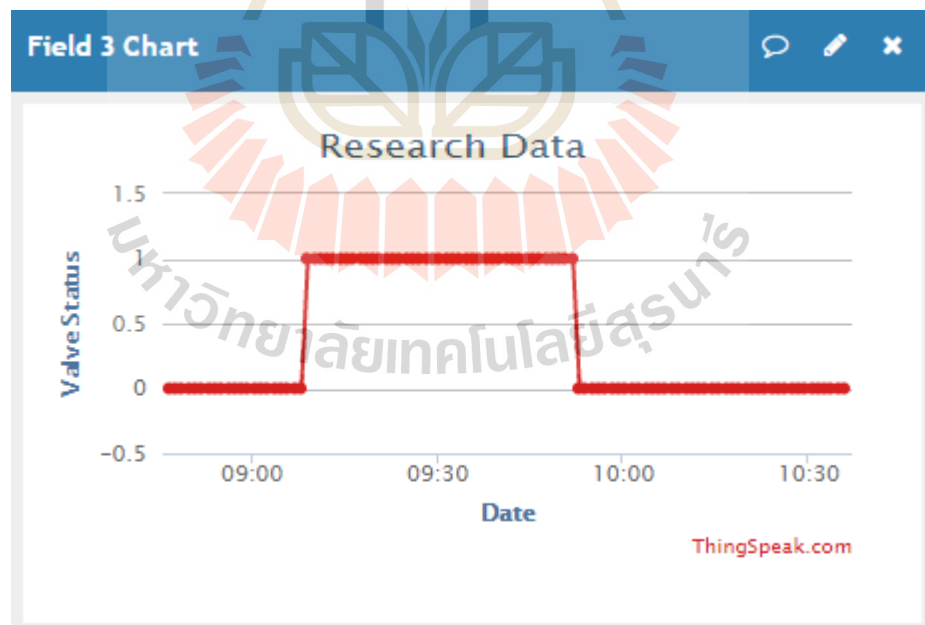 Field 3 Chart
Research Data
Valve Status
1.5
1
0.5
0
-0.5
09:00 09:30 10:00 10:30
Date
ThingSpeak.com
มหาวิทยาลัยเทคโนโลยีสุรนารี